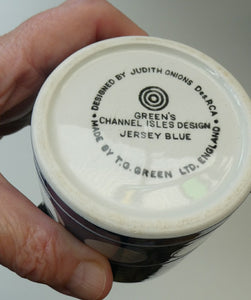 • DESIGNED BY JUDITH ONIONS Des.RCA •
GREEN'S
CHANNEL ISLES DESIGN
JERSEY BLUE
MADE BY T.G. GREEN LTD. ENGLAND